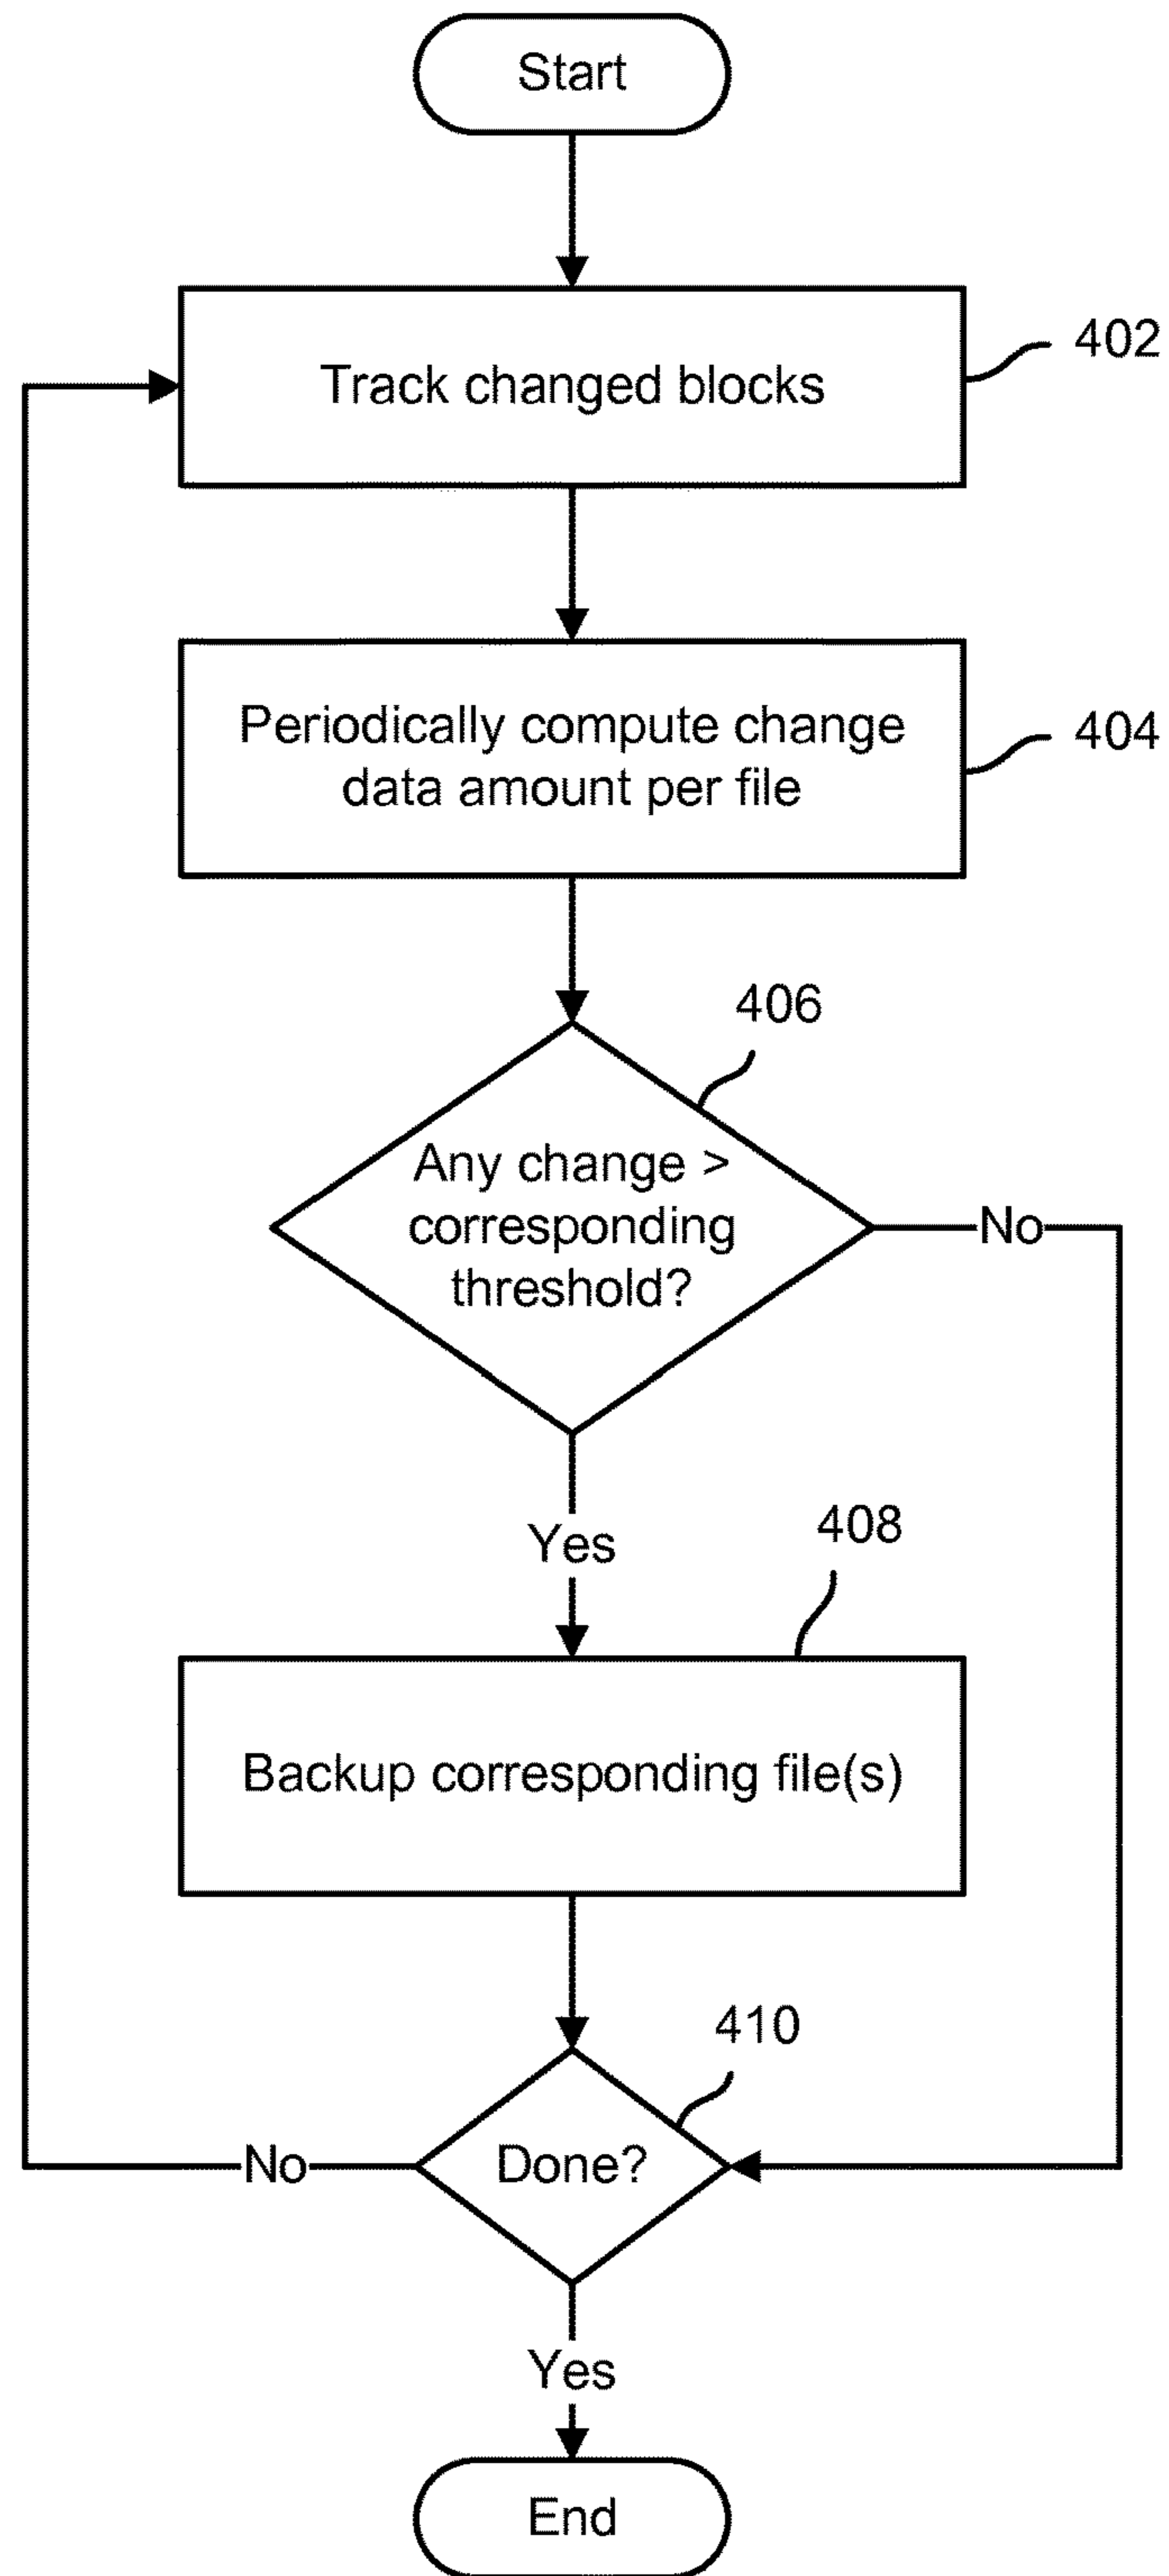 Start
402
Track changed blocks
404
Periodically compute change
data amount per file
406
Any change >
corresponding
threshold?
No
Yes
408
Backup corresponding file(s)
410
Done?
No
Yes
End